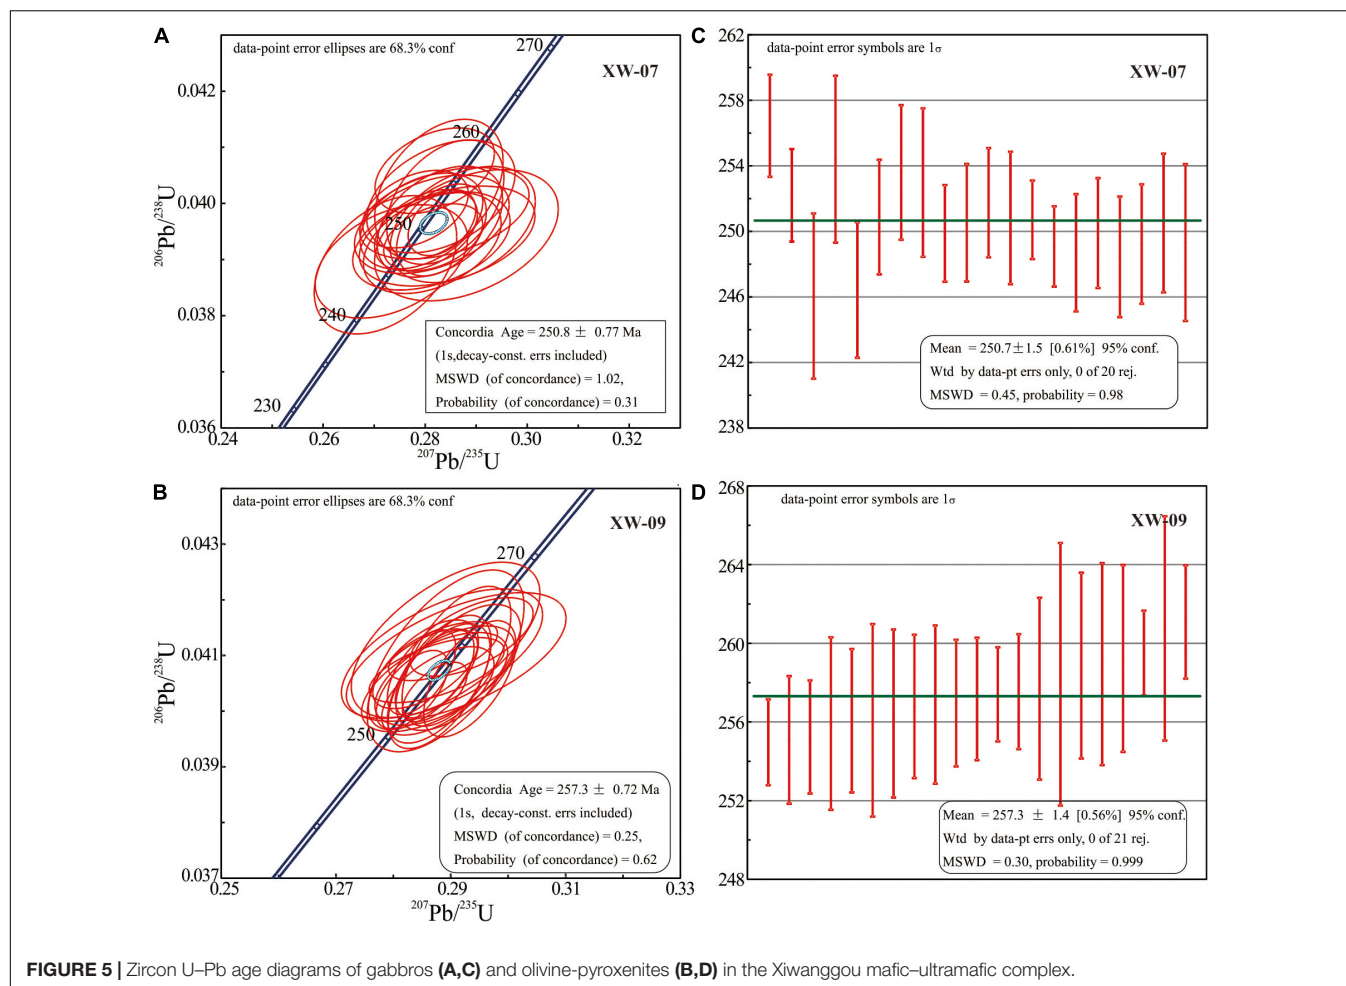 A
data-point error ellipses are 68.3% conf
270
XW-07
0.042
260
0.040
250
0.038
240
230
0.036
0.24
0.26
0.28
0.30
0.32
206Pb/238U
207Pb/235U
Concordia Age = 250.8 ± 0.77 Ma
(1s,decay-const. errs included)
MSWD (of concordance) = 1.02,
Probability (of concordance) = 0.31
C
data-point error symbols are 1σ
XW-07
262
258
254
250
246
242
238
Mean = 250.7±1.5 [0.61%] 95% conf.
Wtd by data-pt errs only, 0 of 20 rej.
MSWD = 0.45, probability = 0.98
B
data-point error ellipses are 68.3% conf
XW-09
0.043
270
0.041
250
0.039
0.037
0.25
0.27
0.29
0.31
0.33
206Pb/238U
207Pb/235U
Concordia Age = 257.3 ± 0.72 Ma
(1s, decay-const. errs included)
MSWD (of concordance) = 0.25,
Probability (of concordance) = 0.62
D
data-point error symbols are 1σ
XW-09
268
264
260
256
252
248
Mean = 257.3 ± 1.4 [0.56%] 95% conf.
Wtd by data-pt errs only, 0 of 21 rej.
MSWD = 0.30, probability = 0.999
FIGURE 5 | Zircon U–Pb age diagrams of gabbros (A,C) and olivine-pyroxenites (B,D) in the Xiwanggou mafic–ultramafic complex.